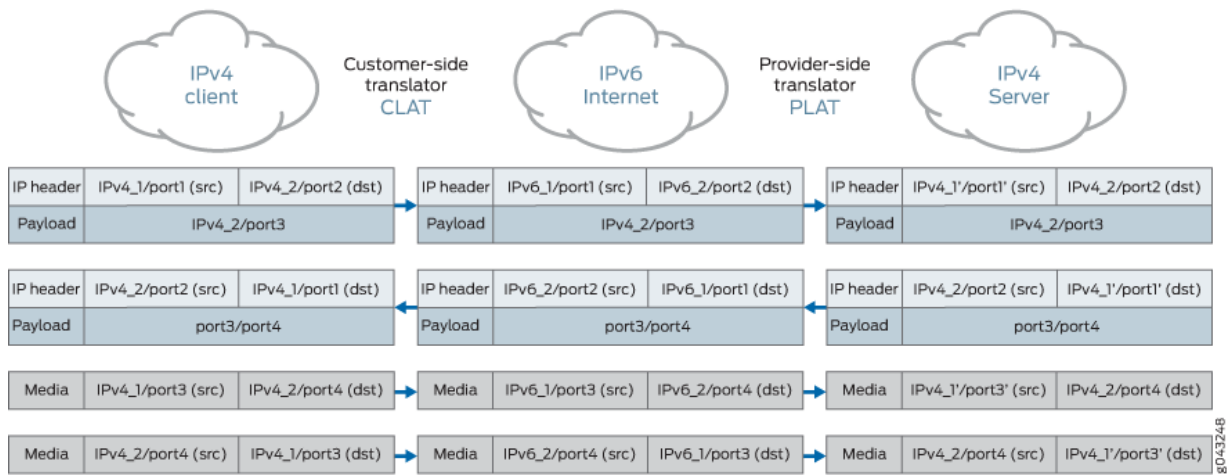 IPv4
client
Customer-side
translator
CLAT
IPv6
Internet
Provider-side
translator
PLAT
IPv4
Server
IP header IPv4_1/port1 (src) IPv4_2/port2 (dst) IP header IPv6_1/port1 (src) IPv6_2/port2 (dst) IP header IPv4_1'/port1' (src) IPv4_2/port2 (dst)
Payload IPv4_2/port3 Payload IPv4_2/port3 Payload IPv4_2/port3
IP header IPv4_2/port2 (src) IPv4_1/port1 (dst) IP header IPv6_2/port2 (src) IPv6_1/port1 (dst) IP header IPv4_2/port2 (src) IPv4_1'/port1' (dst)
Payload port3/port4 Payload port3/port4 Payload port3/port4
Media IPv4_1/port3 (src) IPv4_2/port4 (dst) Media IPv6_1/port3 (src) IPv6_2/port4 (dst) Media IPv4_1'/port3' (src) IPv4_2/port4 (dst)
Media IPv4_2/port4 (src) IPv4_1/port3 (dst) Media IPv6_2/port4 (src) IPv6_1/port3 (dst) Media IPv4_2/port4 (src) IPv4_1'/port3' (dst)
g043248